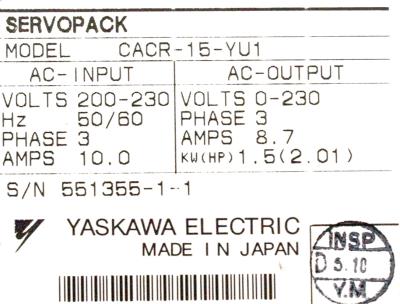 SERVOPACK
MODEL CACR-15-YU1
AC-INPUT AC-OUTPUT
VOLTS 200-230 VOLTS 0-230
Hz 50/60 PHASE 3
PHASE 3 AMPS 8.7
AMPS 10.0 KW(HP) 1.5(2.01)
S/N 551355-1-1
YASKAWA ELECTRIC
MADE IN JAPAN
INSP
D 5.10
Y.M